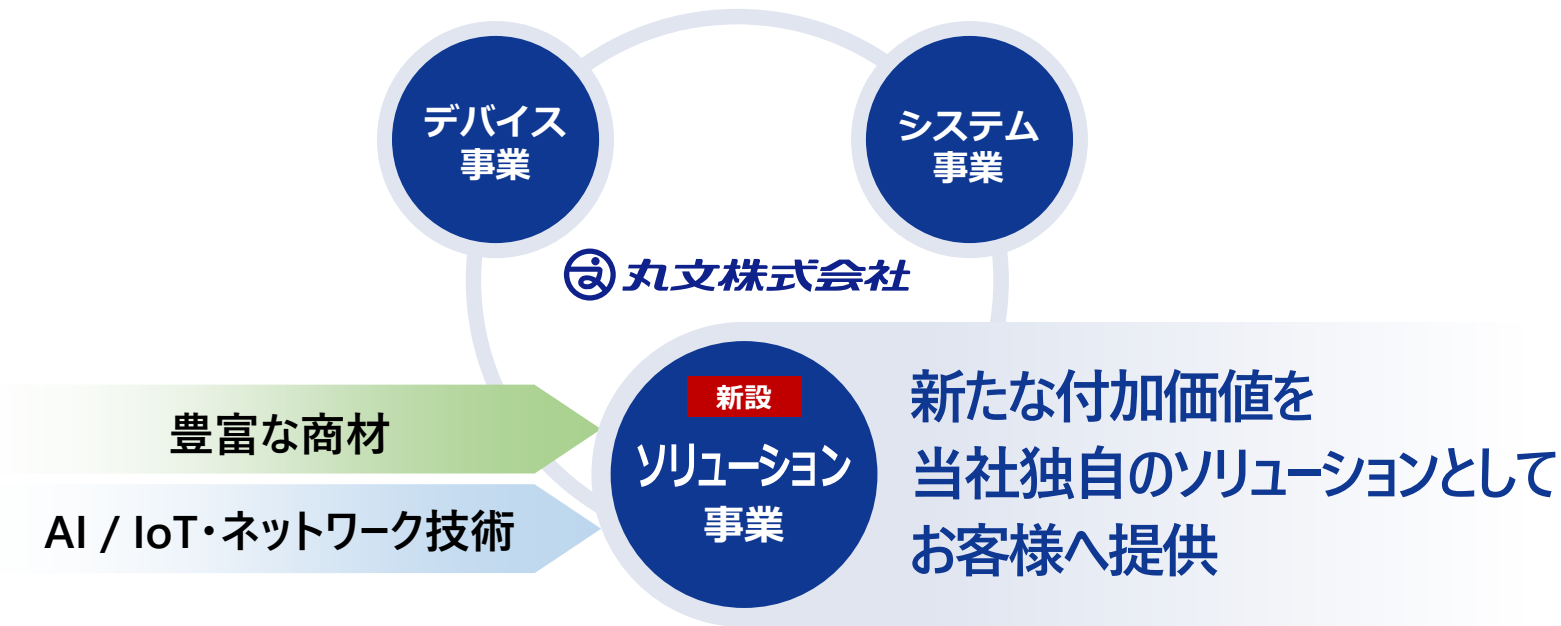 デバイス
事業
システム
事業
丸文株式会社
豊富な商材
AI / IoT・ネットワーク技術
新設
ソリューション
事業
新たな付加価値を
当社独自のソリューションとして
お客様へ提供